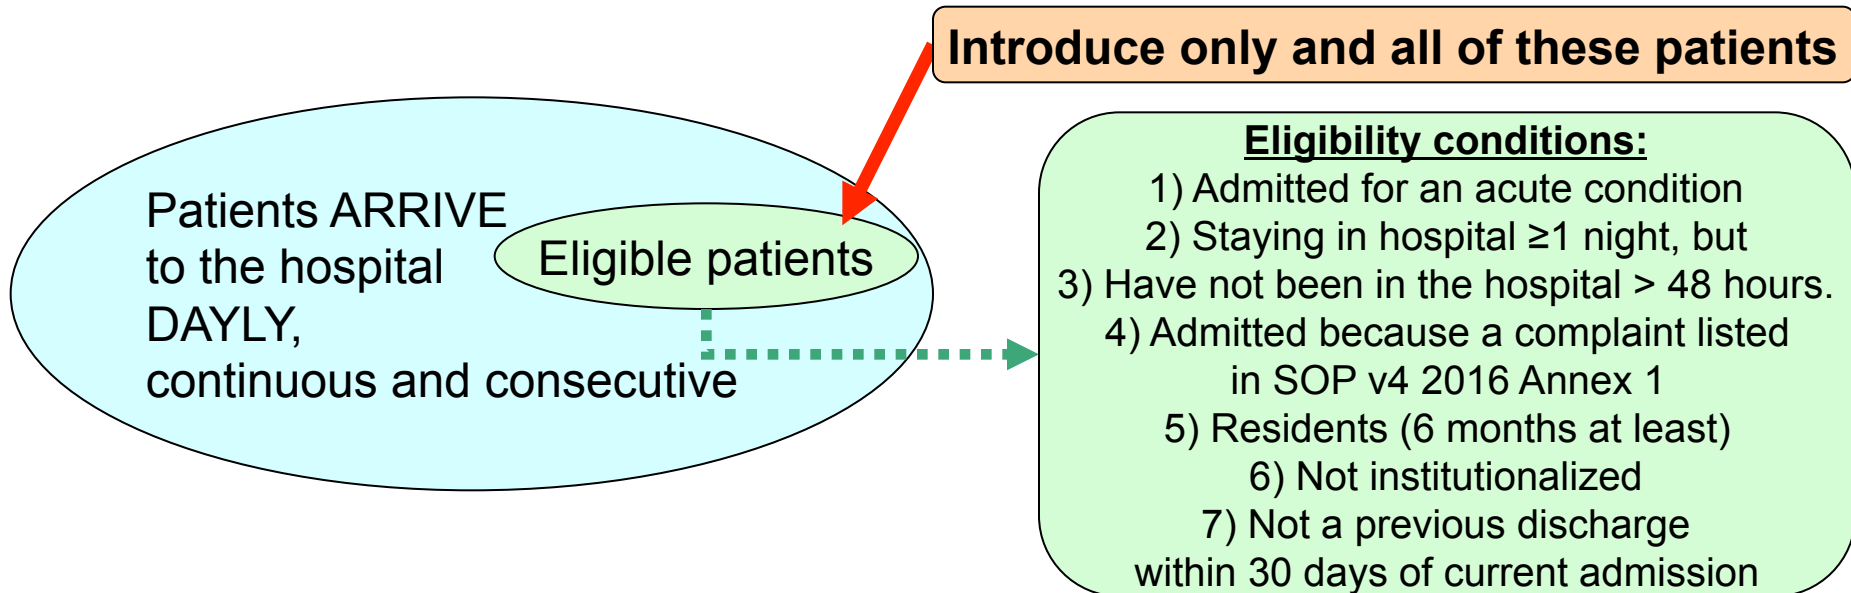 Introduce only and all of these patients
Patients ARRIVE
to the hospital
DAYLY,
continuous and consecutive
Eligible patients
Eligibility conditions:
1) Admitted for an acute condition
2) Staying in hospital ≥1 night, but
3) Have not been in the hospital > 48 hours.
4) Admitted because a complaint listed
in SOP v4 2016 Annex 1
5) Residents (6 months at least)
6) Not institutionalized
7) Not a previous discharge
within 30 days of current admission